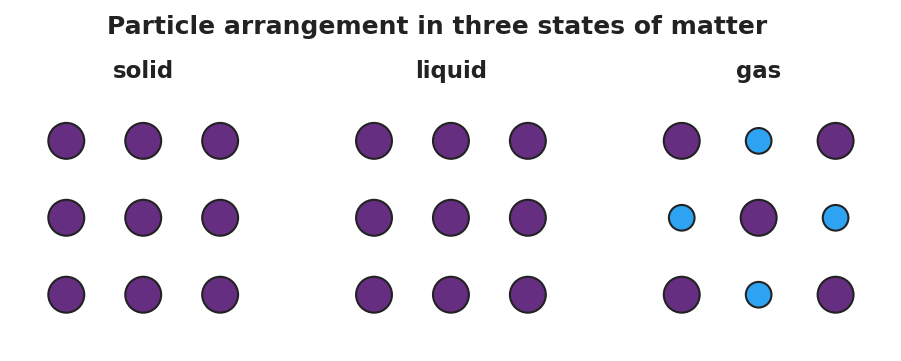 Particle arrangement in three states of matter
solid liquid gas